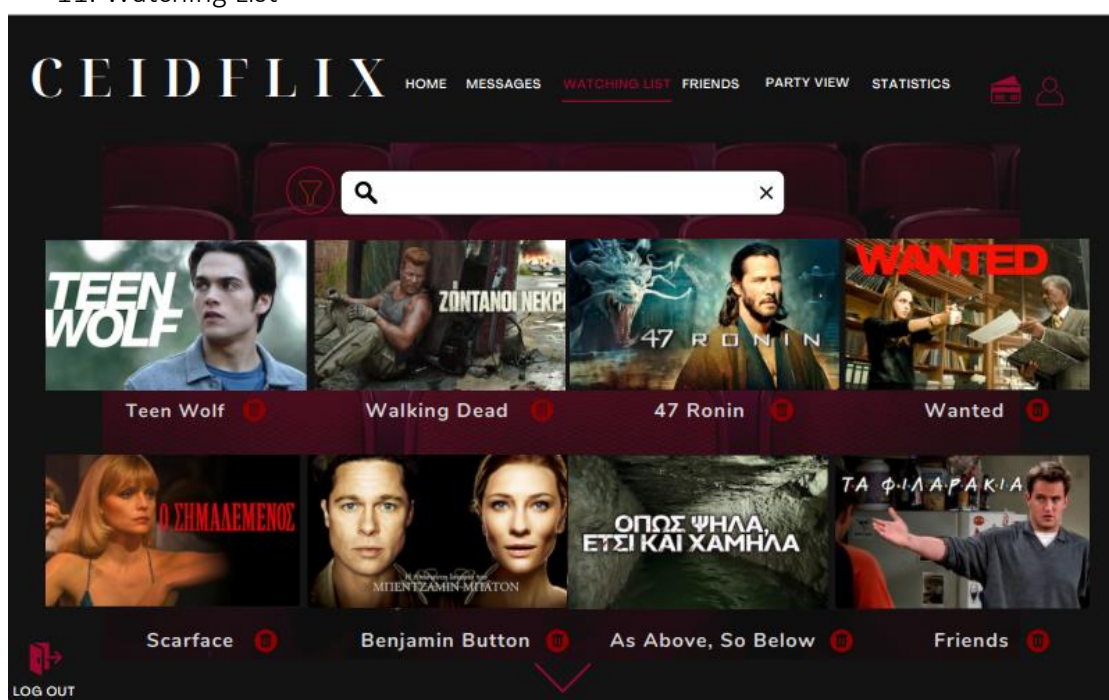 11. Watching List
CEIDFLIX HOME MESSAGES WATCHING LIST FRIENDS PARTY VIEW STATISTICS
TEEN
WOLF
ΖΩΝΤΑΝΟΙ ΝΕΚΡ
47 RONIN
WANTED
Teen Wolf Walking Dead 47 Ronin Wanted
Ο ΣΗΜΑΔΕΜΕΝΟΣ
ΜΠΕΝΤΖΑΜΙΝ ΜΠΑΤΟΝ
ΟΠΩΣ ΨΗΛΑ,
ΕΤΣΙ ΚΑΙ ΧΑΜΗΛΑ
ΤΑ ΦΙΛΑΡΑΚΙΑ
Scarface Benjamin Button As Above, So Below Friends
LOG OUT